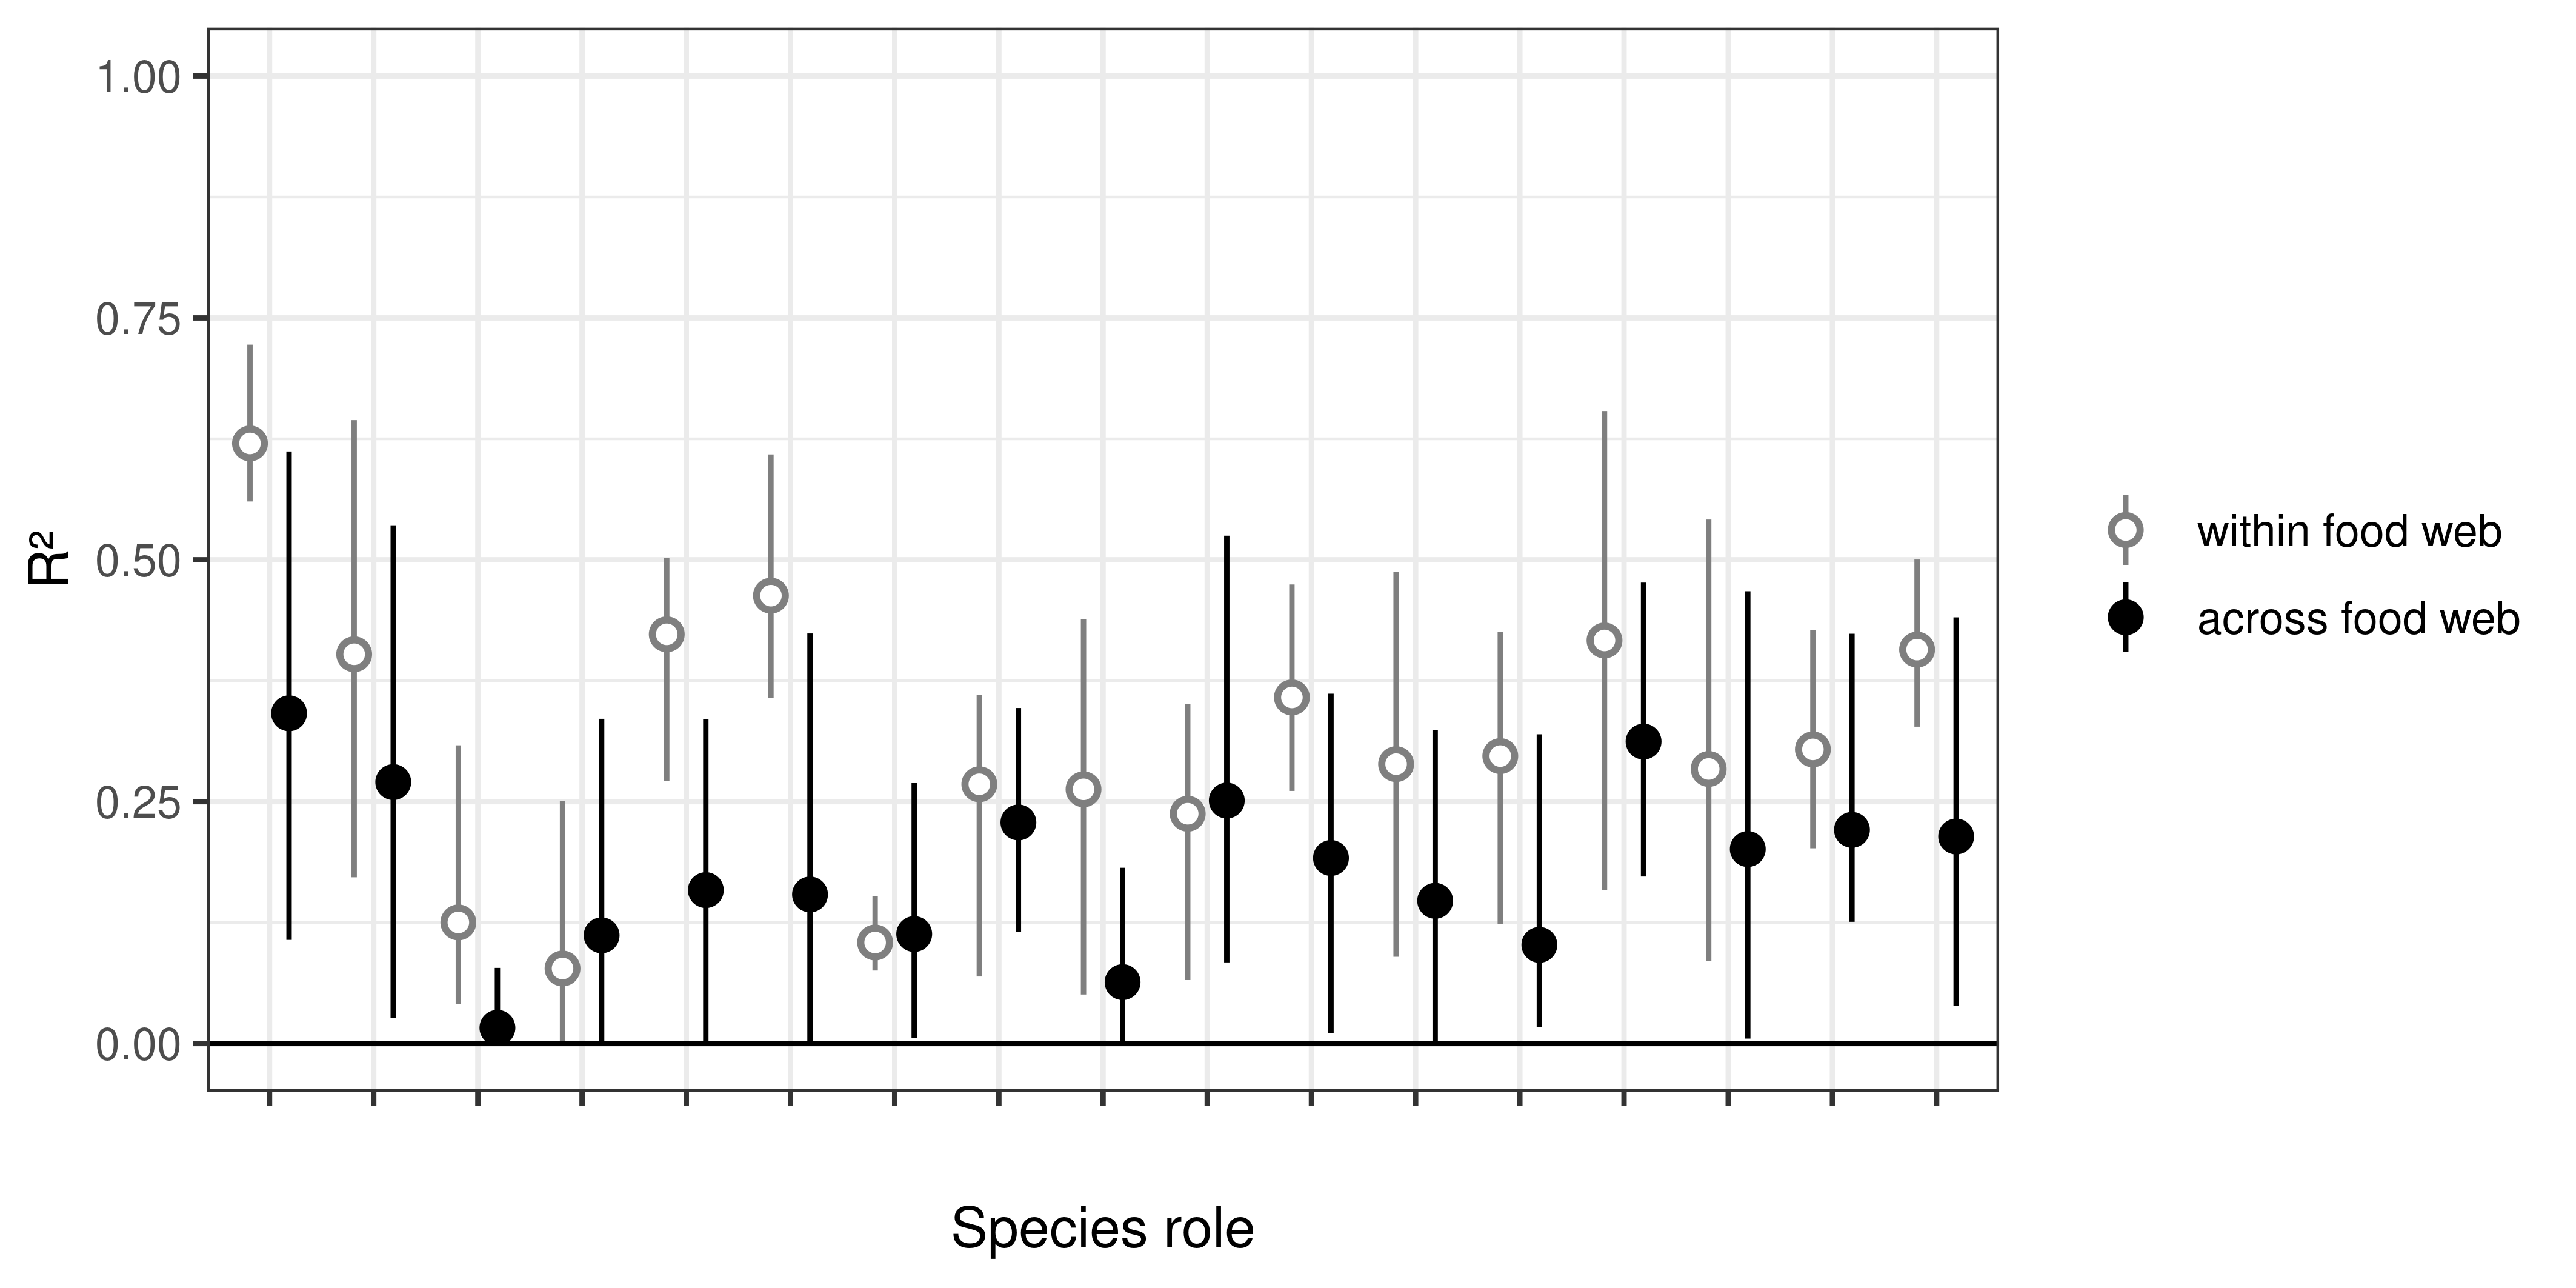 1.00
0.75
0.50
0.25
0.00
R²
Species role
within food web
across food web